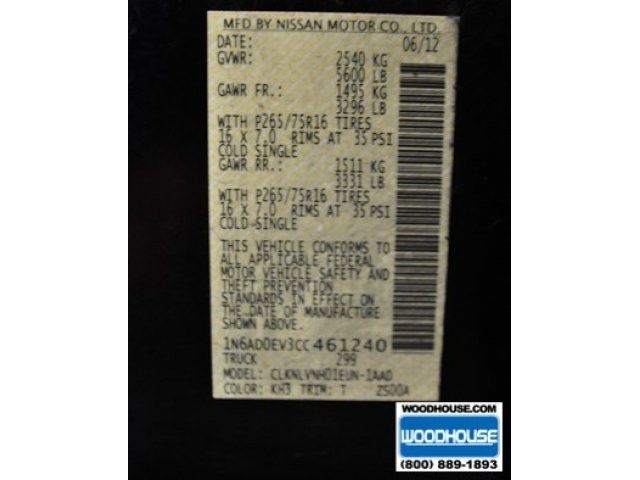 MFD BY NISSAN MOTOR CO., LTD.
DATE: 06/12
GVWR: 2540 KG
5600 LB
GAWR FR.: 1495 KG
3296 LB
WITH P265/75R16 TIRES
16 X 7.0 RIMS AT 35 PSI
COLD SINGLE
GAWR RR.: 1511 KG
3331 LB
WITH P265/75R16 TIRES
16 X 7.0 RIMS AT 35 PSI
COLD SINGLE
THIS VEHICLE CONFORMS TO
ALL APPLICABLE FEDERAL
MOTOR VEHICLE SAFETY AND
THEFT PREVENTION
STANDARDS IN EFFECT ON
THE DATE OF MANUFACTURE
SHOWN ABOVE.
1N6AD0EV3CC461240
TRUCK 299
MODEL: CLKNLVNHDIEUN-IAAD
COLOR: KH3 TRIM: T 2S00A
WOODHOUSE.COM
WOODHOUSE
(800) 889-1893